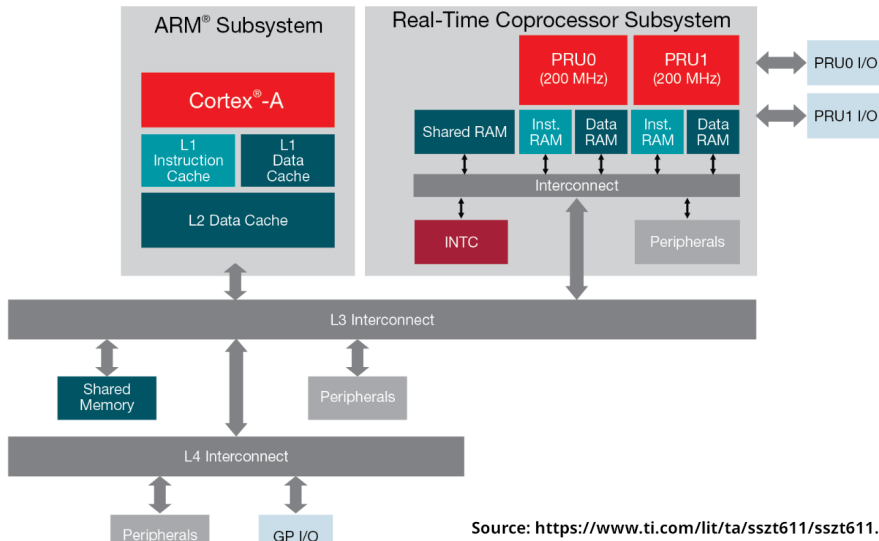 ARM® Subsystem
Cortex®-A
L1
Instruction
Cache
L1
Data
Cache
L2 Data Cache
Real-Time Coprocessor Subsystem
PRU0
(200 MHz)
PRU1
(200 MHz)
Shared RAM
Inst.
RAM
Data
RAM
Inst.
RAM
Data
RAM
Interconnect
INTC
Peripherals
PRU0 I/O
PRU1 I/O
L3 Interconnect
Shared
Memory
Peripherals
L4 Interconnect
Peripherals
GP I/O
Source: https://www.ti.com/lit/ta/sszt611/sszt611.